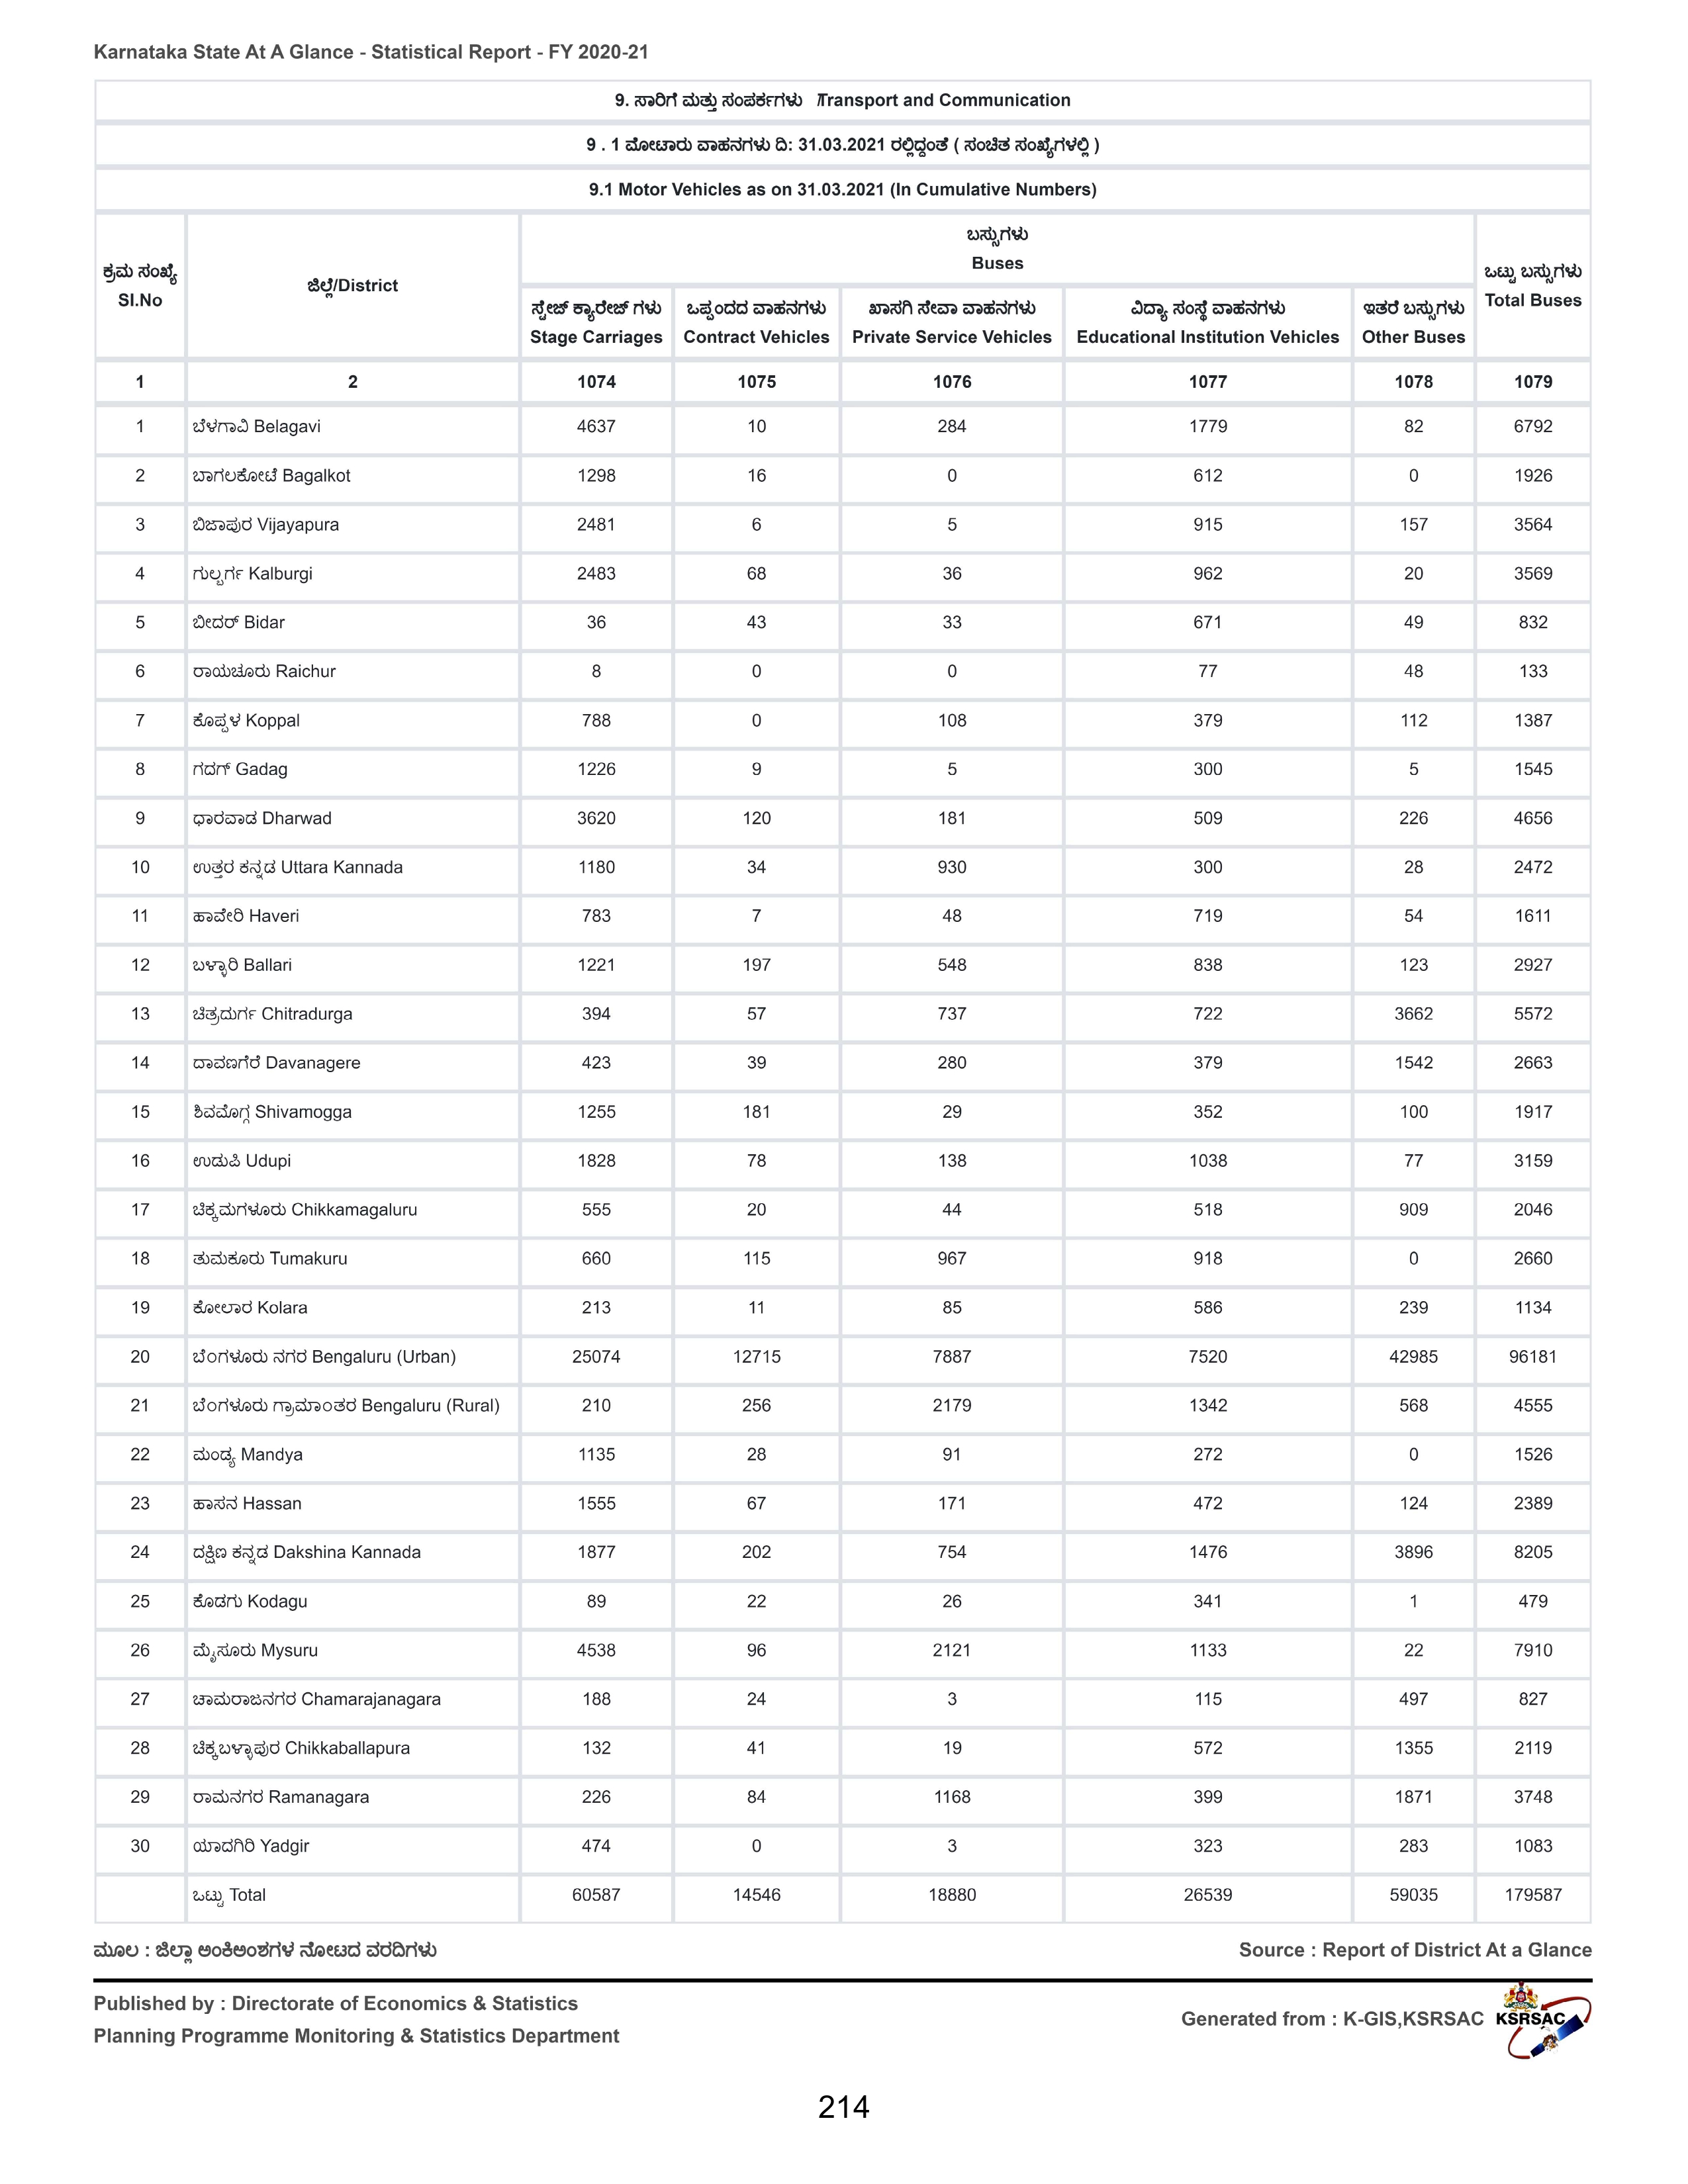 Karnataka State At A Glance - Statistical Report - FY 2020-21
9. ಸಾರಿಗೆ ಮತ್ತು ಸಂಪರ್ಕಗಳು /Transport and Communication
9 . 1 ಮೋಟಾರು ವಾಹನಗಳು ದಿ: 31.03.2021 ರಲ್ಲಿದ್ದಂತೆ ( ಸಂಚಿತ ಸಂಖ್ಯೆಗಳಲ್ಲಿ )
9.1 Motor Vehicles as on 31.03.2021 (In Cumulative Numbers)
ಕ್ರಮ ಸಂಖ್ಯೆ
Sl.No
ಜಿಲ್ಲೆ/District
ಬಸ್ಸುಗಳು
Buses
ಒಟ್ಟು ಬಸ್ಸುಗಳು
Total Buses
ಸ್ಟೇಜ್ ಕ್ಯಾರೇಜ್ ಗಳು
Stage Carriages
ಒಪ್ಪಂದದ ವಾಹನಗಳು
Contract Vehicles
ಖಾಸಗಿ ಸೇವಾ ವಾಹನಗಳು
Private Service Vehicles
ವಿದ್ಯಾ ಸಂಸ್ಥೆ ವಾಹನಗಳು
Educational Institution Vehicles
ಇತರೆ ಬಸ್ಸುಗಳು
Other Buses
1 2 1074 1075 1076 1077 1078 1079
1 ಬೆಳಗಾವಿ Belagavi 4637 10 284 1779 82 6792
2 ಬಾಗಲಕೋಟೆ Bagalkot 1298 16 0 612 0 1926
3 ಬಿಜಾಪುರ Vijayapura 2481 6 5 915 157 3564
4 ಗುಲ್ಬರ್ಗ Kalburgi 2483 68 36 962 20 3569
5 ಬೀದರ್ Bidar 36 43 33 671 49 832
6 ರಾಯಚೂರು Raichur 8 0 0 77 48 133
7 ಕೊಪ್ಪಳ Koppal 788 0 108 379 112 1387
8 ಗದಗ್ Gadag 1226 9 5 300 5 1545
9 ಧಾರವಾಡ Dharwad 3620 120 181 509 226 4656
10 ಉತ್ತರ ಕನ್ನಡ Uttara Kannada 1180 34 930 300 28 2472
11 ಹಾವೇರಿ Haveri 783 7 48 719 54 1611
12 ಬಳ್ಳಾರಿ Ballari 1221 197 548 838 123 2927
13 ಚಿತ್ರದುರ್ಗ Chitradurga 394 57 737 722 3662 5572
14 ದಾವಣಗೆರೆ Davanagere 423 39 280 379 1542 2663
15 ಶಿವಮೊಗ್ಗ Shivamogga 1255 181 29 352 100 1917
16 ಉಡುಪಿ Udupi 1828 78 138 1038 77 3159
17 ಚಿಕ್ಕಮಗಳೂರು Chikkamagaluru 555 20 44 518 909 2046
18 ತುಮಕೂರು Tumakuru 660 115 967 918 0 2660
19 ಕೋಲಾರ Kolara 213 11 85 586 239 1134
20 ಬೆಂಗಳೂರು ನಗರ Bengaluru (Urban) 25074 12715 7887 7520 42985 96181
21 ಬೆಂಗಳೂರು ಗ್ರಾಮಾಂತರ Bengaluru (Rural) 210 256 2179 1342 568 4555
22 ಮಂಡ್ಯ Mandya 1135 28 91 272 0 1526
23 ಹಾಸನ Hassan 1555 67 171 472 124 2389
24 ದಕ್ಷಿಣ ಕನ್ನಡ Dakshina Kannada 1877 202 754 1476 3896 8205
25 ಕೊಡಗು Kodagu 89 22 26 341 1 479
26 ಮೈಸೂರು Mysuru 4538 96 2121 1133 22 7910
27 ಚಾಮರಾಜನಗರ Chamarajanagara 188 24 3 115 497 827
28 ಚಿಕ್ಕಬಳ್ಳಾಪುರ Chikkaballapura 132 41 19 572 1355 2119
29 ರಾಮನಗರ Ramanagara 226 84 1168 399 1871 3748
30 ಯಾದಗಿರಿ Yadgir 474 0 3 323 283 1083
ಒಟ್ಟು Total 60587 14546 18880 26539 59035 179587
ಮೂಲ : ಜಿಲ್ಲಾ ಅಂಕಿಅಂಶಗಳ ನೋಟದ ವರದಿಗಳು Source : Report of District At a Glance
Published by : Directorate of Economics & Statistics
Planning Programme Monitoring & Statistics Department
Generated from : K-GIS,KSRSAC
KSRSAC
214